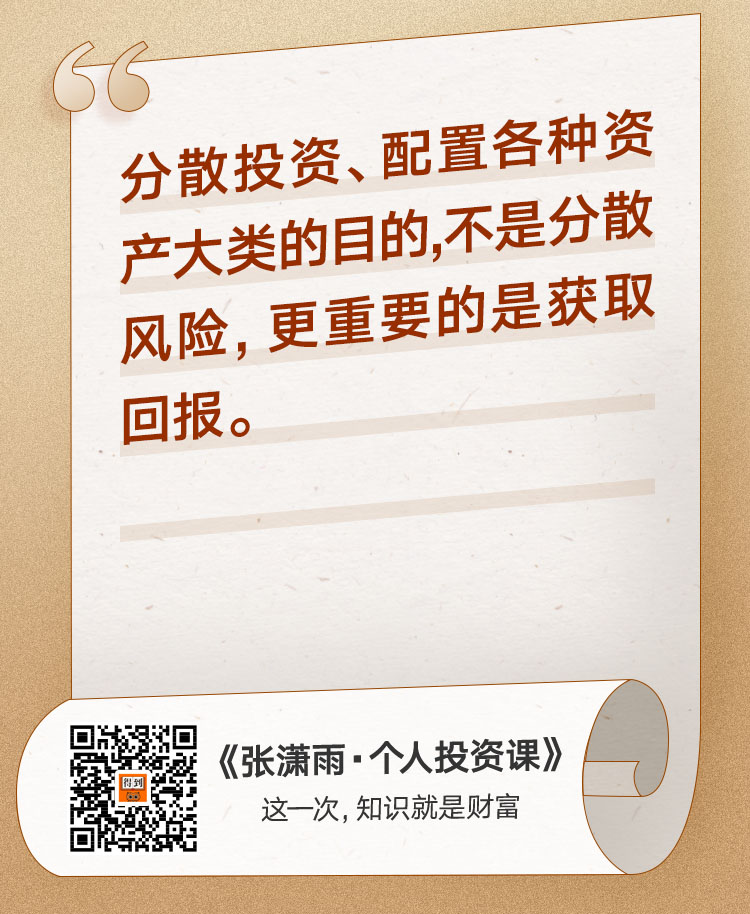 分散投资、配置各种资
产大类的目的,不是分散
风险，更重要的是获取
回报。
得到
《张潇雨·个人投资课》
这一次，知识就是财富